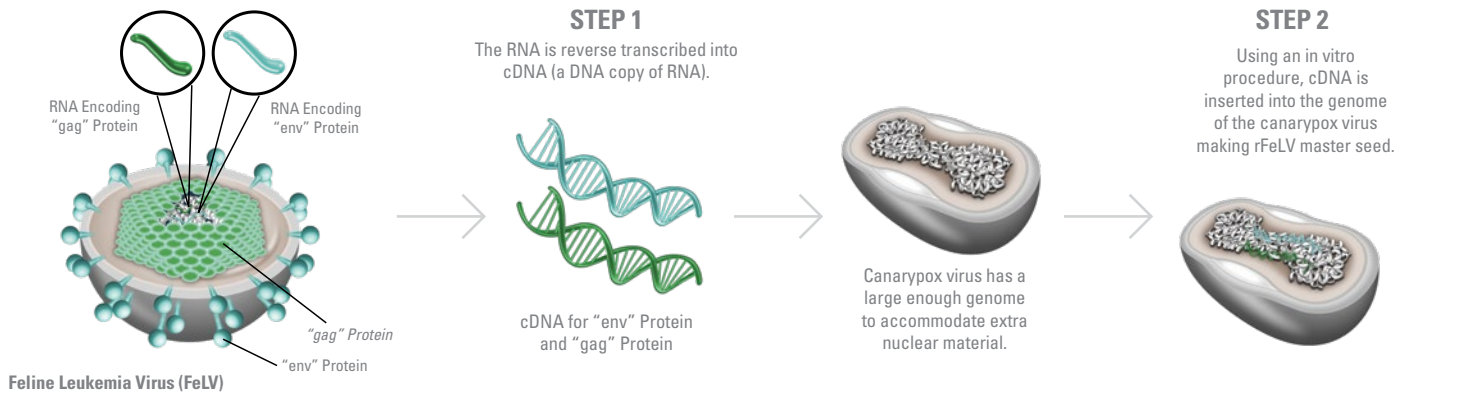 RNA Encoding
“gag” Protein
RNA Encoding
“env” Protein
“gag” Protein
“env” Protein
Feline Leukemia Virus (FeLV)
STEP 1
The RNA is reverse transcribed into
cDNA (a DNA copy of RNA).
cDNA for “env” Protein
and “gag” Protein
Canarypox virus has a
large enough genome
to accommodate extra
nuclear material.
STEP 2
Using an in vitro
procedure, cDNA is
inserted into the genome
of the canarypox virus
making rFeLV master seed.